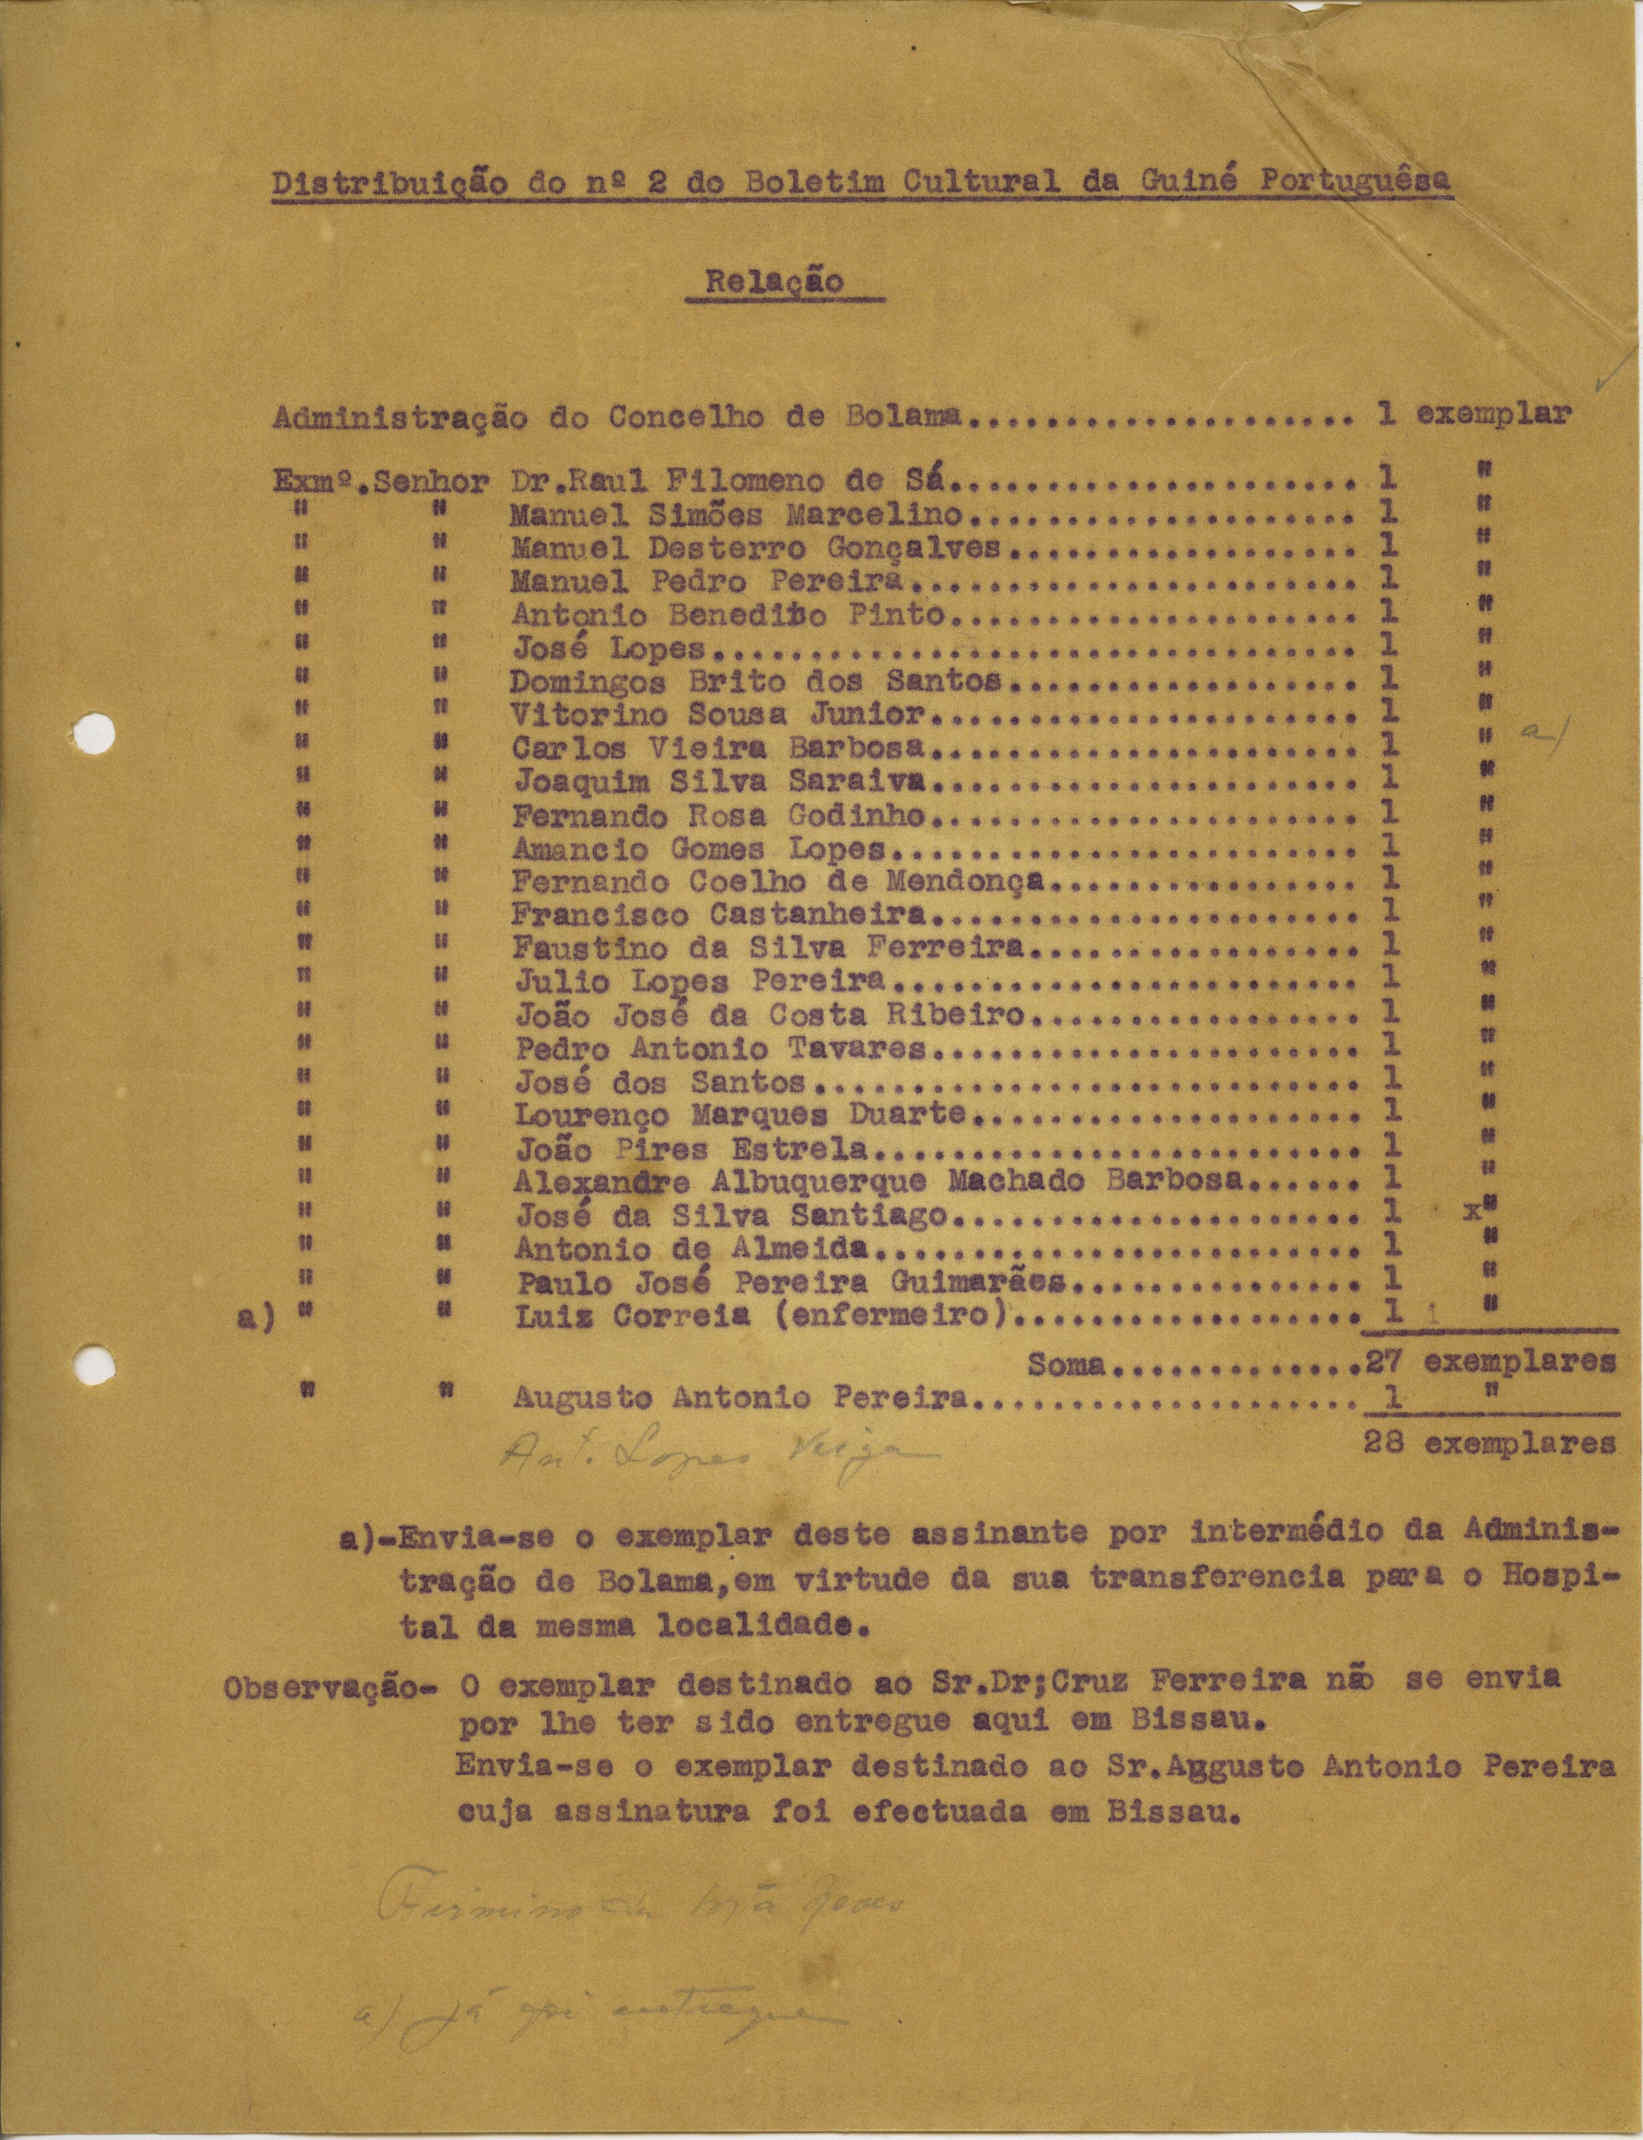 Distribuição do nº 2 do Boletim Cultural da Guiné Portuguêsa
Relação
Administração do Concelho de Bolama.................... 1 exemplar
Exmº.Senhor Dr.Raul Filomeno de Sá..................... 1 "
" " Manuel Simões Marcelino.................... 1 "
" " Manuel Desterro Gonçalves.................. 1 "
" " Manuel Pedro Pereira....................... 1 "
" " Antonio Benedito Pinto..................... 1 "
" " José Lopes................................. 1 "
" " Domingos Brito dos Santos.................. 1 "
" " Vitorino Sousa Junior...................... 1 "
" " Carlos Vieira Barbosa...................... 1 " a)
" " Joaquim Silva Saraiva...................... 1 "
" " Fernando Rosa Godinho...................... 1 "
" " Amancio Gomes Lopes........................ 1 "
" " Fernando Coelho de Mendonça................ 1 "
" " Francisco Castanheira...................... 1 "
" " Faustino da Silva Ferreira................. 1 "
" " Julio Lopes Pereira........................ 1 "
" " João José da Costa Ribeiro................. 1 "
" " Pedro Antonio Tavares...................... 1 "
" " José dos Santos............................ 1 "
" " Lourenço Marques Duarte.................... 1 "
" " João Pires Estrela......................... 1 "
" " Alexandre Albuquerque Machado Barbosa...... 1 "
" " José da Silva Santiago..................... 1 x"
" " Antonio de Almeida......................... 1 "
" " Paulo José Pereira Guimarães............... 1 "
a) " " Luiz Correia (enfermeiro).................. 1 1 "
Soma.............27 exemplares
" " Augusto Antonio Pereira.................... 1 "
Ant. Lopes Veiga
28 exemplares
a)-Envia-se o exemplar deste assinante por intermédio da Adminis-
tração de Bolama,em virtude da sua transferencia para o Hospi-
tal da mesma localidade.
Observação- O exemplar destinado ao Sr.Dr;Cruz Ferreira não se envia
por lhe ter sido entregue aqui em Bissau.
Envia-se o exemplar destinado ao Sr.Augusto Antonio Pereira
cuja assinatura foi efectuada em Bissau.
Firmino
a) já foi entregue